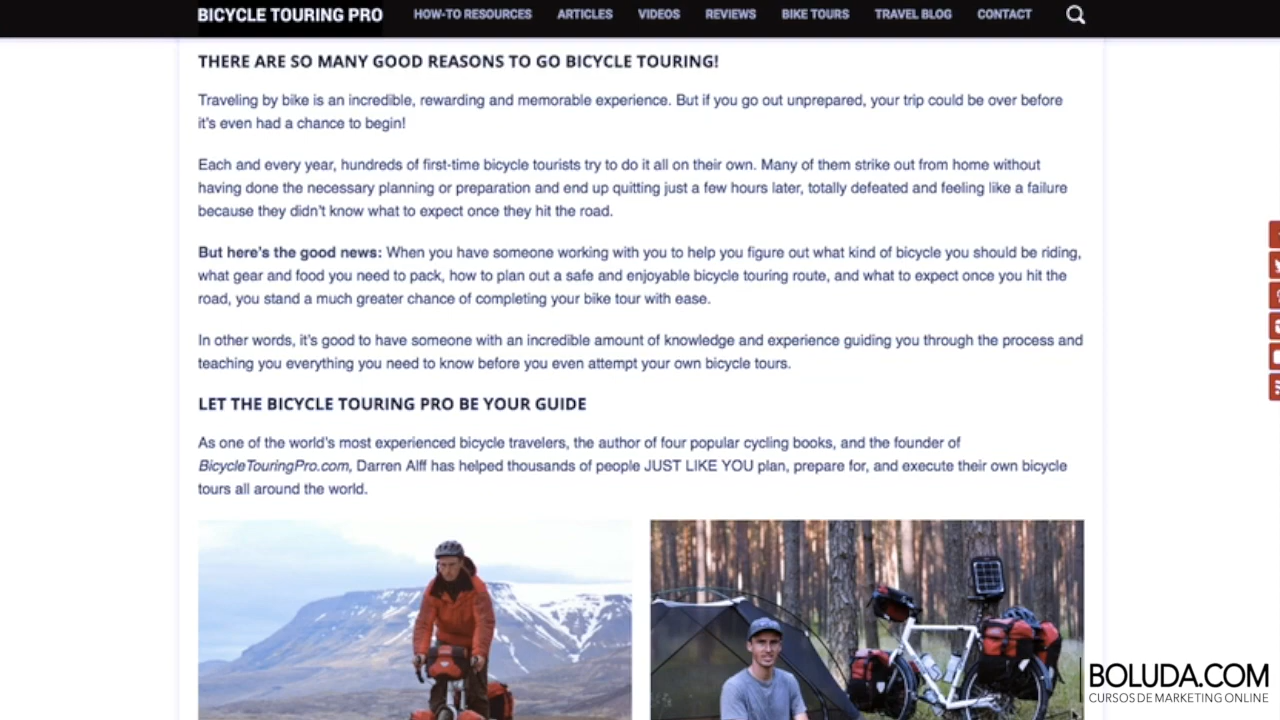 BICYCLE TOURING PRO HOW-TO RESOURCES ARTICLES VIDEOS REVIEWS BIKE TOURS TRAVEL BLOG CONTACT
THERE ARE SO MANY GOOD REASONS TO GO BICYCLE TOURING!
Traveling by bike is an incredible, rewarding and memorable experience. But if you go out unprepared, your trip could be over before
it's even had a chance to begin!
Each and every year, hundreds of first-time bicycle tourists try to do it all on their own. Many of them strike out from home without
having done the necessary planning or preparation and end up quitting just a few hours later, totally defeated and feeling like a failure
because they didn't know what to expect once they hit the road.
But here's the good news: When you have someone working with you to help you figure out what kind of bicycle you should be riding,
what gear and food you need to pack, how to plan out a safe and enjoyable bicycle touring route, and what to expect once you hit the
road, you stand a much greater chance of completing your bike tour with ease.
In other words, it's good to have someone with an incredible amount of knowledge and experience guiding you through the process and
teaching you everything you need to know before you even attempt your own bicycle tours.
LET THE BICYCLE TOURING PRO BE YOUR GUIDE
As one of the world's most experienced bicycle travelers, the author of four popular cycling books, and the founder of
BicycleTouringPro.com, Darren Alff has helped thousands of people JUST LIKE YOU plan, prepare for, and execute their own bicycle
tours all around the world.
BOLUDA.COM
CURSOS DE MARKETING ONLINE